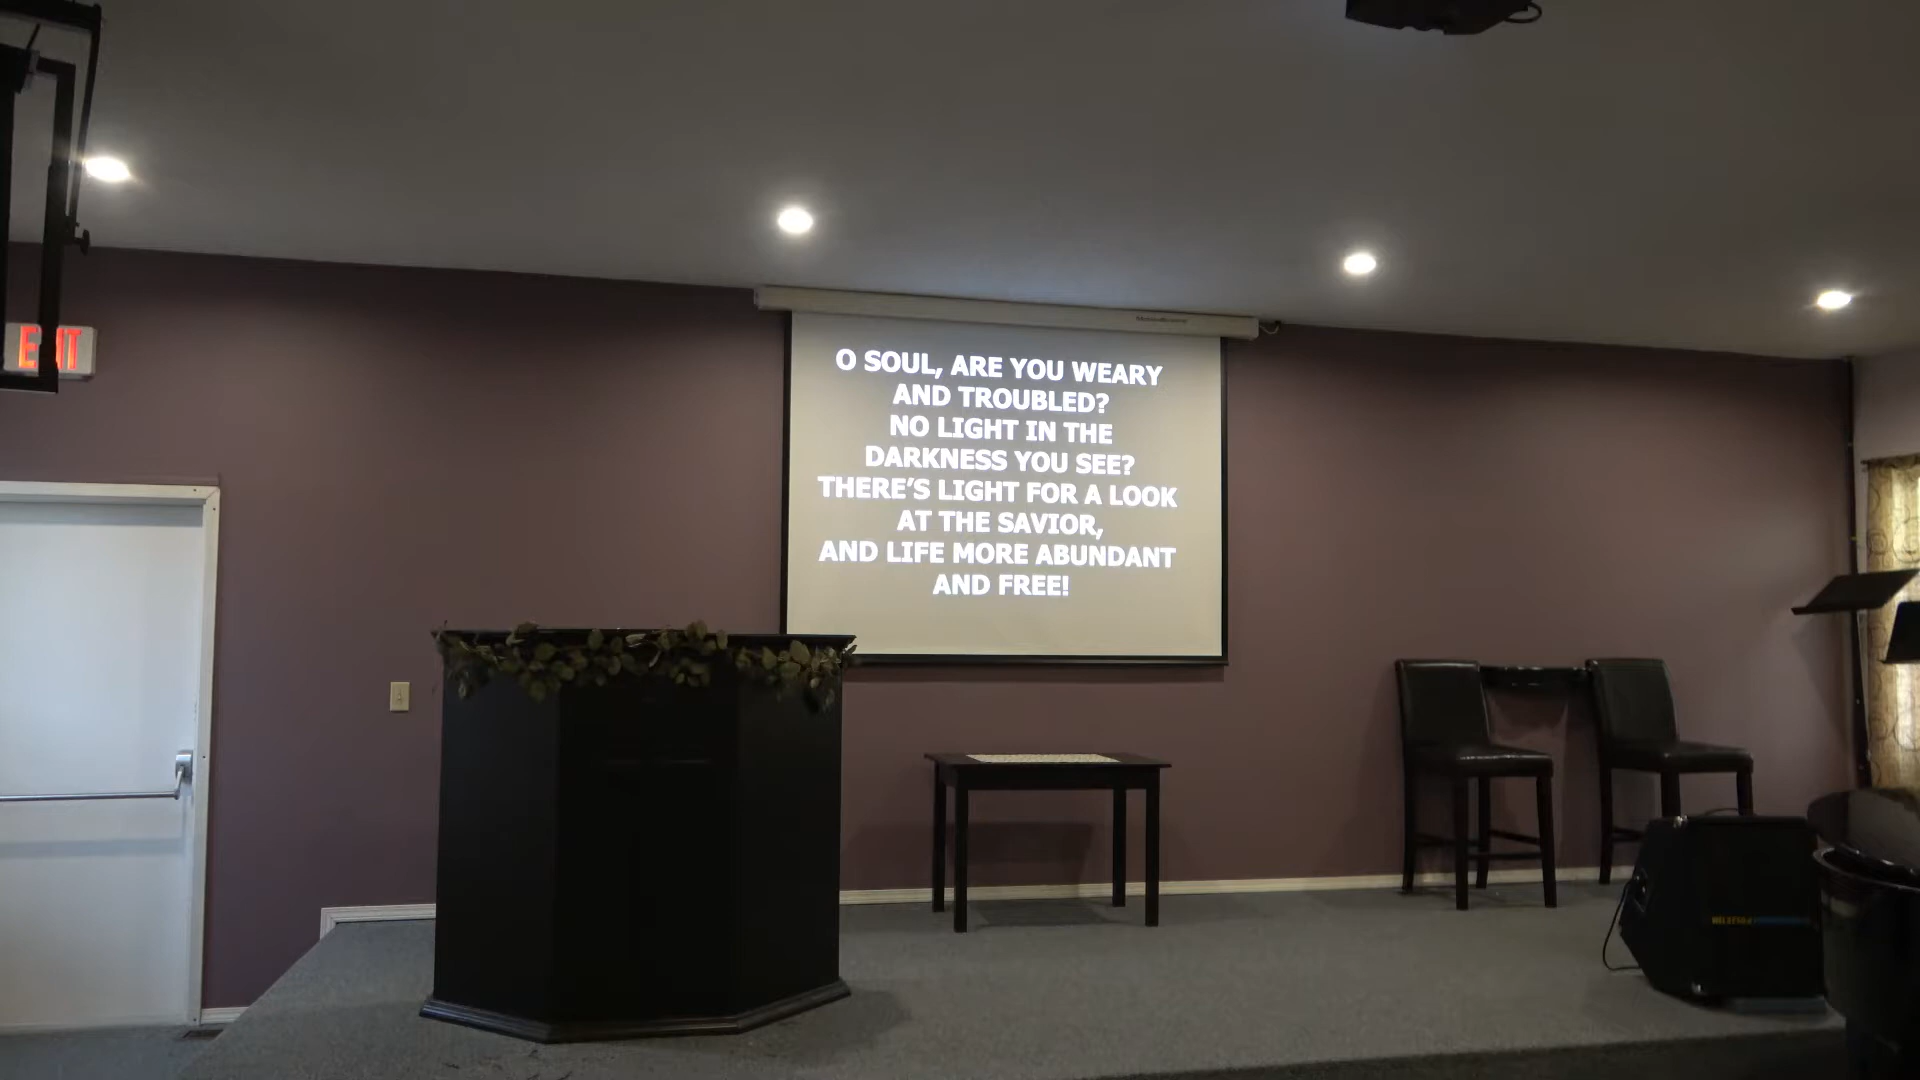 EXIT
O SOUL, ARE YOU WEARY
AND TROUBLED?
NO LIGHT IN THE
DARKNESS YOU SEE?
THERE'S LIGHT FOR A LOOK
AT THE SAVIOR,
AND LIFE MORE ABUNDANT
AND FREE!